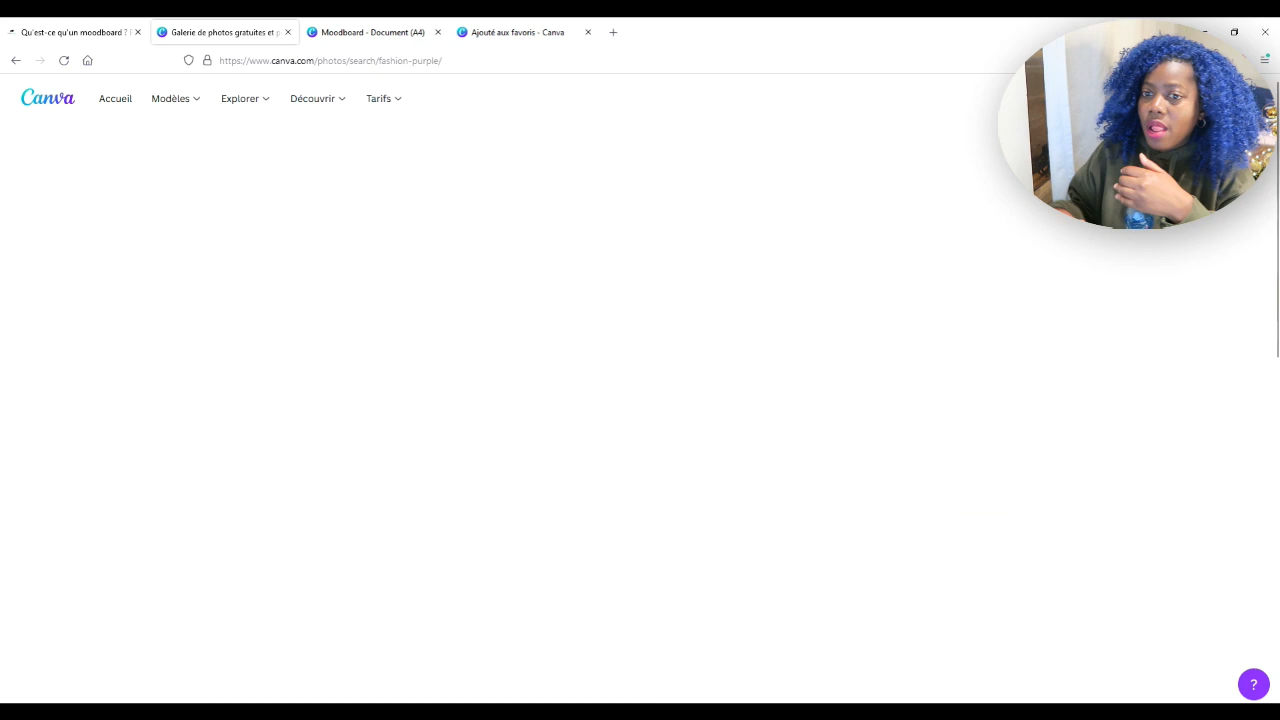 Qu'est-ce qu'un moodboard ?
Galerie de photos gratuites et
Moodboard - Document (A4)
Ajouté aux favoris - Canva
https://www.canva.com/photos/search/fashion-purple/
Canva
Accueil
Modèles
Explorer
Découvrir
Tarifs
?